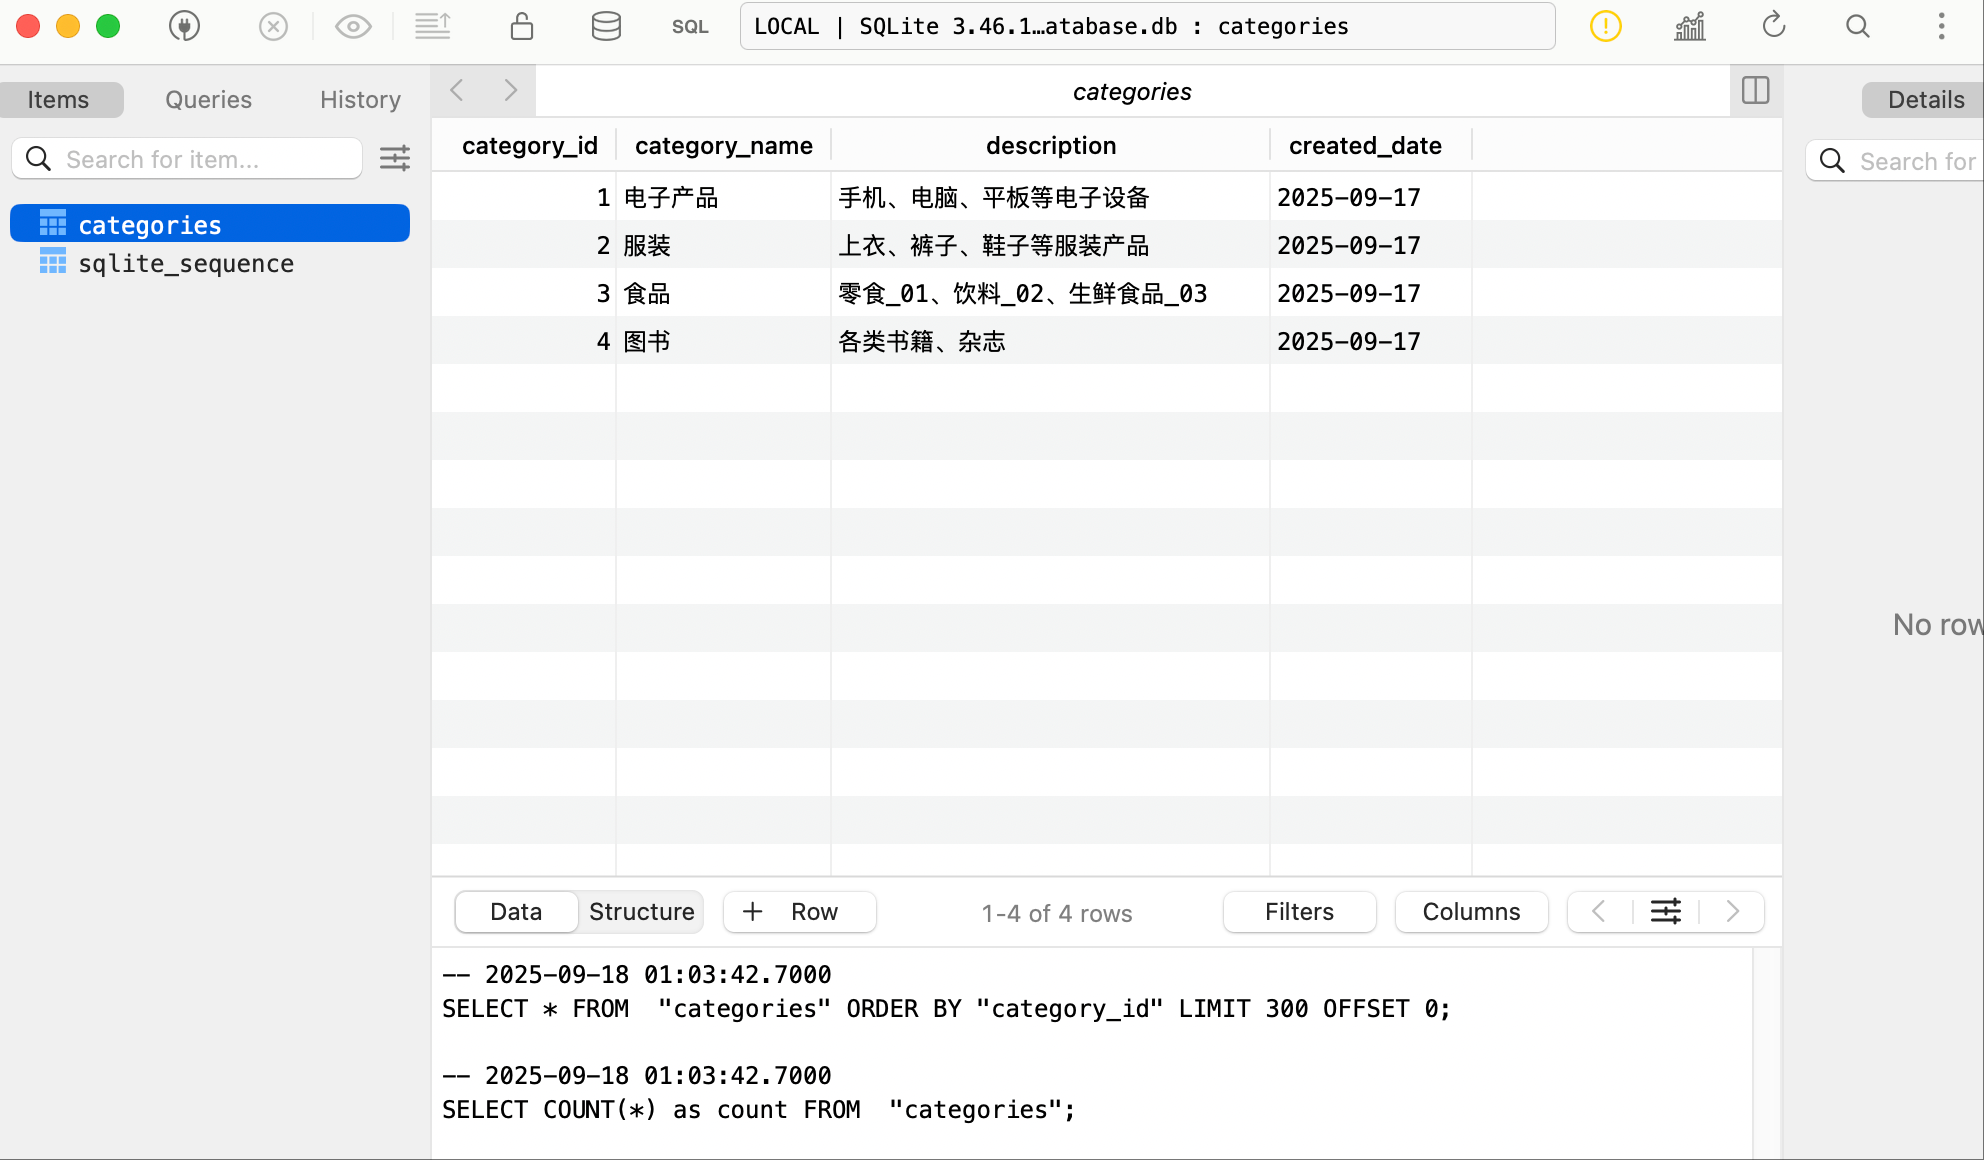 SQL
LOCAL | SQLite 3.46.1…atabase.db : categories
Items
Queries
History
Search for item...
categories
sqlite_sequence
categories
category_id category_name description created_date
1 电子产品 手机、电脑、平板等电子设备 2025-09-17
2 服装 上衣、裤子、鞋子等服装产品 2025-09-17
3 食品 零食_01、饮料_02、生鲜食品_03 2025-09-17
4 图书 各类书籍、杂志 2025-09-17
Data
Structure
+ Row
1-4 of 4 rows
Filters
Columns
-- 2025-09-18 01:03:42.7000
SELECT * FROM  "categories" ORDER BY "category_id" LIMIT 300 OFFSET 0;
-- 2025-09-18 01:03:42.7000
SELECT COUNT(*) as count FROM  "categories";
Details
Search for
No row